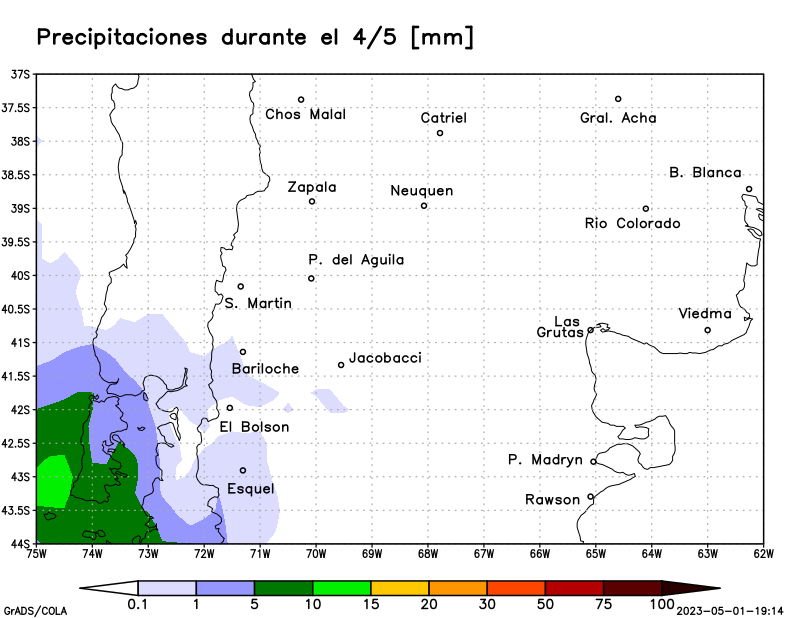 Precipitaciones durante el 4/5 [mm]
37S
37.5S
38S
38.5S
39S
39.5S
40S
40.5S
41S
41.5S
42S
42.5S
43S
43.5S
44S
Chos Malal
Catriel
Gral. Acha
B. Blanca
Zapala
Neuquen
Rio Colorado
P. del Aguila
S. Martin
Viedma
Las
Grutas
Bariloche
Jacobacci
El Bolson
P. Madryn
Esquel
Rawson
75W 74W 73W 72W 71W 70W 69W 68W 67W 66W 65W 64W 63W 62W
0.1 1 5 10 15 20 30 50 75 100
GrADS/COLA
2023-05-01-19:14